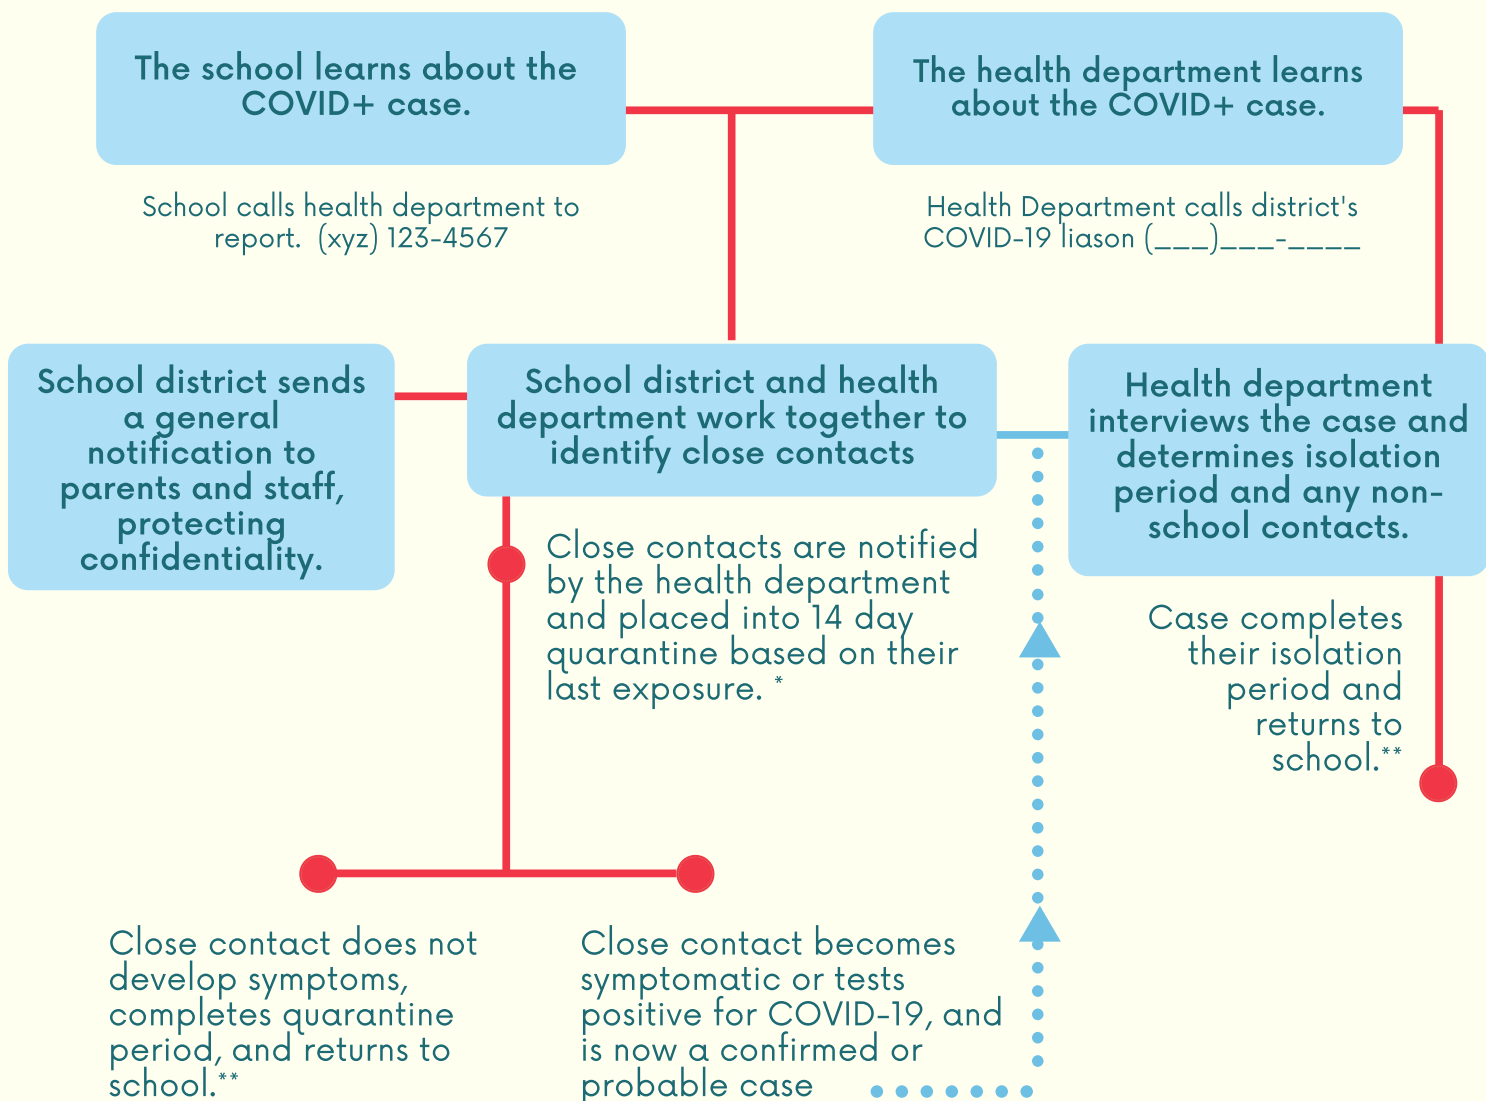 The school learns about the
COVID+ case.
The health department learns
about the COVID+ case.
School calls health department to
report.  (xyz) 123-4567
Health Department calls district's
COVID-19 liason (___)___-____
School district sends
a general
notification to
parents and staff,
protecting
confidentiality.
School district and health
department work together to
identify close contacts
Health department
interviews the case and
determines isolation
period and any non-
school contacts.
Close contacts are notified
by the health department
and placed into 14 day
quarantine based on their
last exposure. *
Case completes
their isolation
period and
returns to
school.**
Close contact does not
develop symptoms,
completes quarantine
period, and returns to
school.**
Close contact becomes
symptomatic or tests
positive for COVID-19, and
is now a confirmed or
probable case